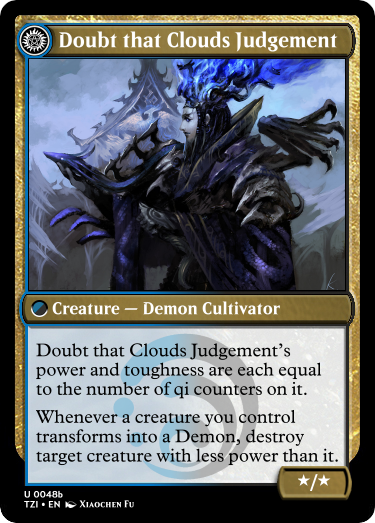 Doubt that Clouds Judgement
Creature — Demon Cultivator
Doubt that Clouds Judgement's
power and toughness are each equal
to the number of qi counters on it.
Whenever a creature you control
transforms into a Demon, destroy
target creature with less power than it.
★/★
U 0048b
TZI • EN Xiaochen Fu